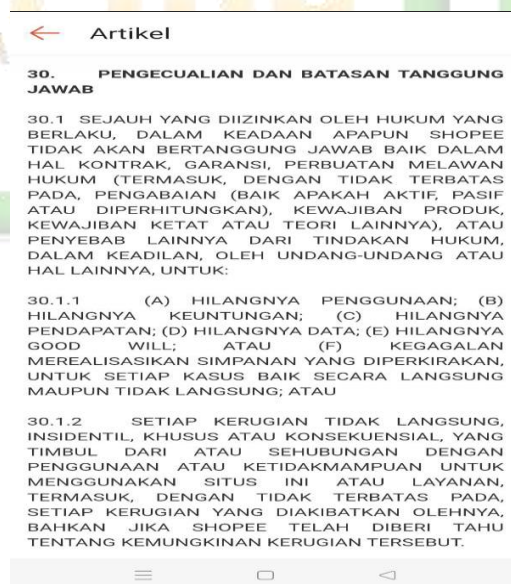 Artikel
30. PENGECUALIAN DAN BATASAN TANGGUNG
JAWAB
30.1 SEJAUH YANG DIIZINKAN OLEH HUKUM YANG
BERLAKU, DALAM KEADAAN APAPUN SHOPEE
TIDAK AKAN BERTANGGUNG JAWAB BAIK DALAM
HAL KONTRAK, GARANSI, PERBUATAN MELAWAN
HUKUM (TERMASUK, DENGAN TIDAK TERBATAS
PADA, PENGABAIAN (BAIK APAKAH AKTIF, PASIF
ATAU DIPERHITUNGKAN), KEWAJIBAN PRODUK,
KEWAJIBAN KETAT ATAU TEORI LAINNYA), ATAU
PENYEBAB LAINNYA DARI TINDAKAN HUKUM,
DALAM KEADILAN, OLEH UNDANG-UNDANG ATAU
HAL LAINNYA, UNTUK:
30.1.1 (A) HILANGNYA PENGGUNAAN; (B)
HILANGNYA KEUNTUNGAN; (C) HILANGNYA
PENDAPATAN; (D) HILANGNYA DATA; (E) HILANGNYA
GOOD WILL; ATAU (F) KEGAGALAN
MEREALISASIKAN SIMPANAN YANG DIPERKIRAKAN,
UNTUK SETIAP KASUS BAIK SECARA LANGSUNG
MAUPUN TIDAK LANGSUNG; ATAU
30.1.2 SETIAP KERUGIAN TIDAK LANGSUNG,
INSIDENTIL, KHUSUS ATAU KONSEKUENSIAL, YANG
TIMBUL DARI ATAU SEHUBUNGAN DENGAN
PENGGUNAAN ATAU KETIDAKMAMPUAN UNTUK
MENGGUNAKAN SITUS INI ATAU LAYANAN,
TERMASUK, DENGAN TIDAK TERBATAS PADA,
SETIAP KERUGIAN YANG DIAKIBATKAN OLEHNYA,
BAHKAN JIKA SHOPEE TELAH DIBERI TAHU
TENTANG KEMUNGKINAN KERUGIAN TERSEBUT.